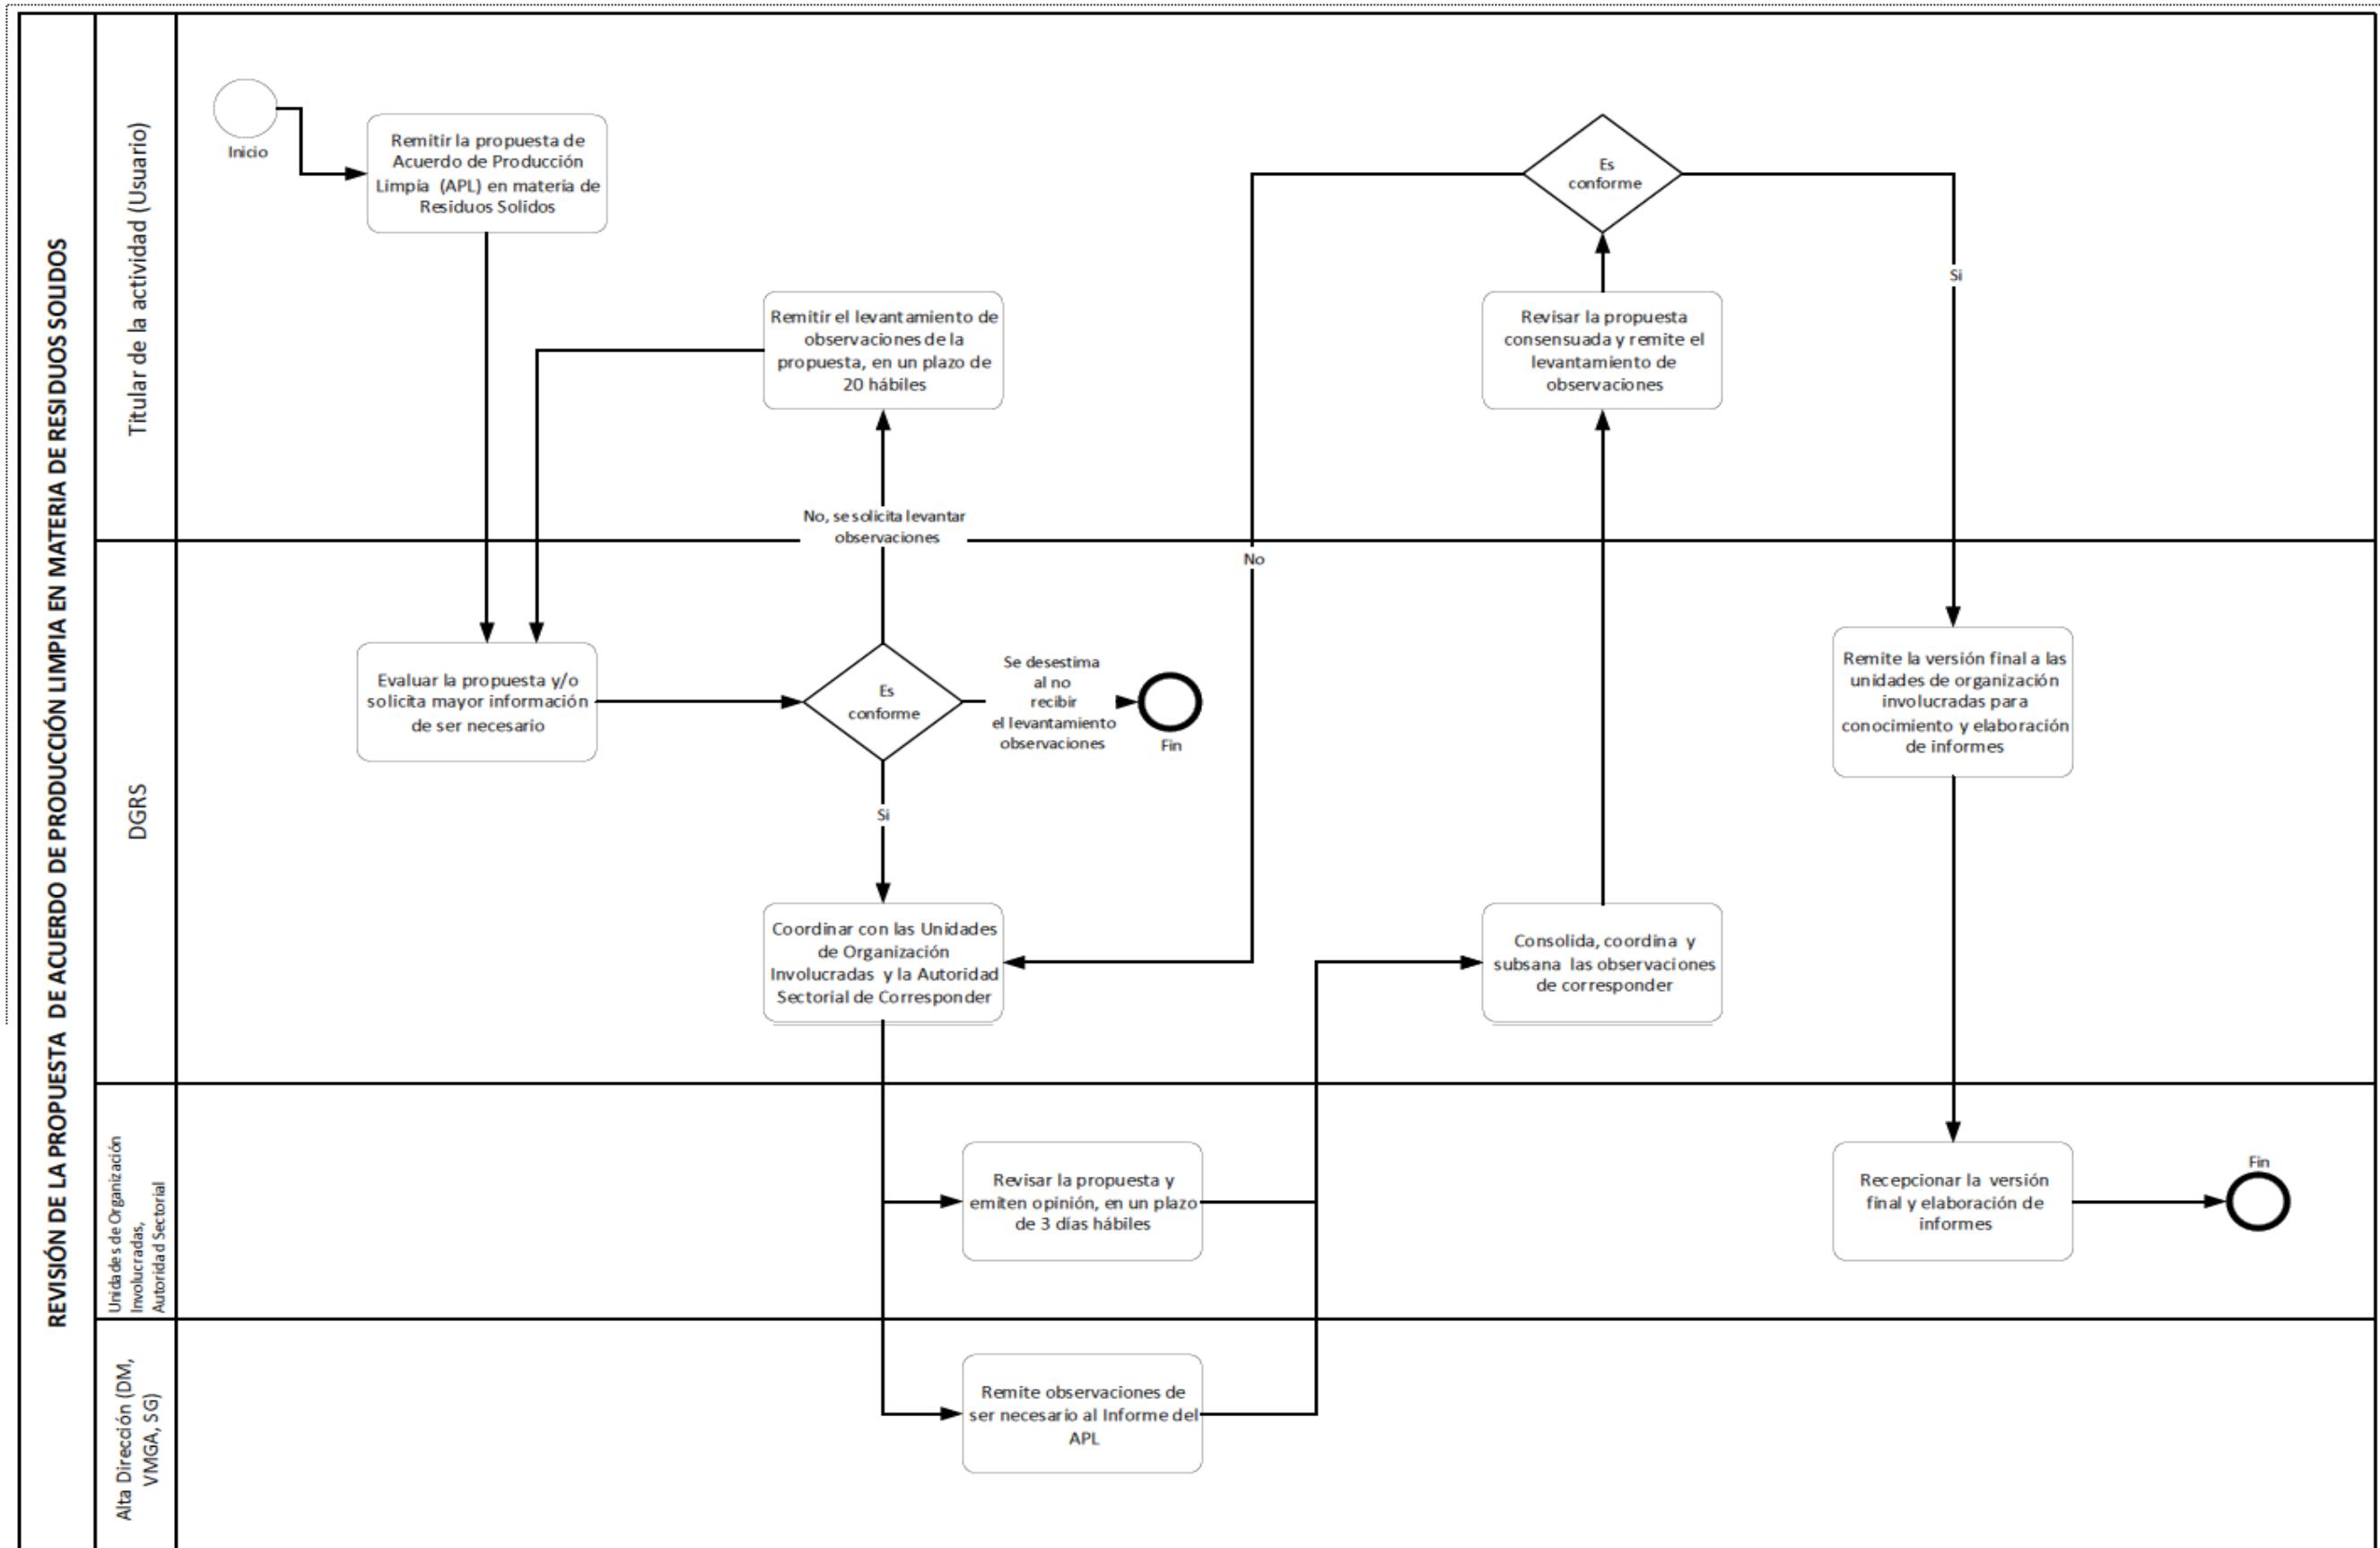 REVISIÓN DE LA PROPUESTA DE ACUERDO DE PRODUCCIÓN LIMPIA EN MATERIA DE RESIDUOS SOLIDOS
Titular de la actividad (Usuario)
Inicio
Remitir la propuesta de
Acuerdo de Producción
Limpia (APL) en materia de
Residuos Solidos
Remitir el levantamiento de
observaciones de la
propuesta, en un plazo de
20 hábiles
No, se solicita levantar
observaciones
Es
conforme
No
Si
Revisar la propuesta
consensuada y remite el
levantamiento de
observaciones
DGRS
Evaluar la propuesta y/o
solicita mayor información
de ser necesario
Es
conforme
Se desestima
al no
recibir
el levantamiento
observaciones
Fin
Si
Coordinar con las Unidades
de Organización
Involucradas y la Autoridad
Sectorial de Corresponder
Consolida, coordina y
subsana las observaciones
de corresponder
Remite la versión final a las
unidades de organización
involucradas para
conocimiento y elaboración
de informes
Unidades de Organización
Involucradas,
Autoridad Sectorial
Revisar la propuesta y
emiten opinión, en un plazo
de 3 días hábiles
Recepcionar la versión
final y elaboración de
informes
Fin
Alta Dirección (DM,
VMGA, SG)
Remite observaciones de
ser necesario al Informe del
APL